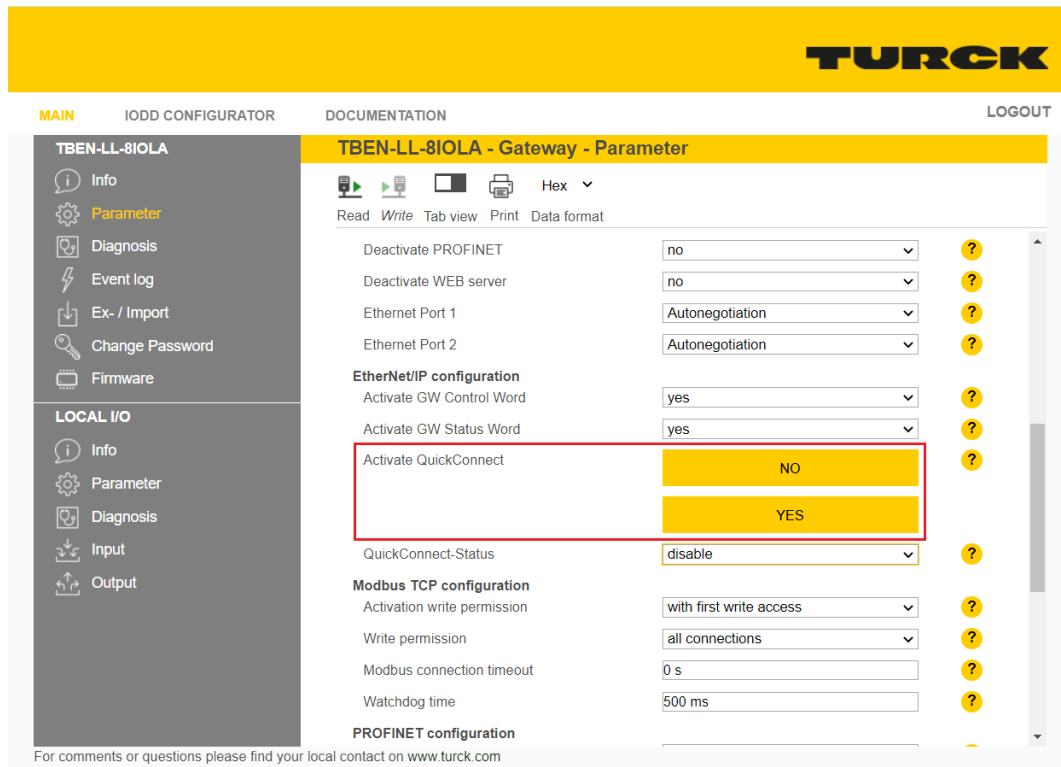 TURCK
MAIN IODD CONFIGURATOR DOCUMENTATION LOGOUT
TBEN-LL-8IOLA
Info
Parameter
Diagnosis
Event log
Ex- / Import
Change Password
Firmware
LOCAL I/O
Info
Parameter
Diagnosis
Input
Output
TBEN-LL-8IOLA - Gateway - Parameter
Hex
Read Write Tab view Print Data format
Deactivate PROFINET no ?
Deactivate WEB server no ?
Ethernet Port 1 Autonegotiation ?
Ethernet Port 2 Autonegotiation ?
EtherNet/IP configuration
Activate GW Control Word yes ?
Activate GW Status Word yes ?
Activate QuickConnect NO ?
YES
QuickConnect-Status disable ?
Modbus TCP configuration
Activation write permission with first write access ?
Write permission all connections ?
Modbus connection timeout 0 s ?
Watchdog time 500 ms ?
PROFINET configuration
For comments or questions please find your local contact on www.turck.com